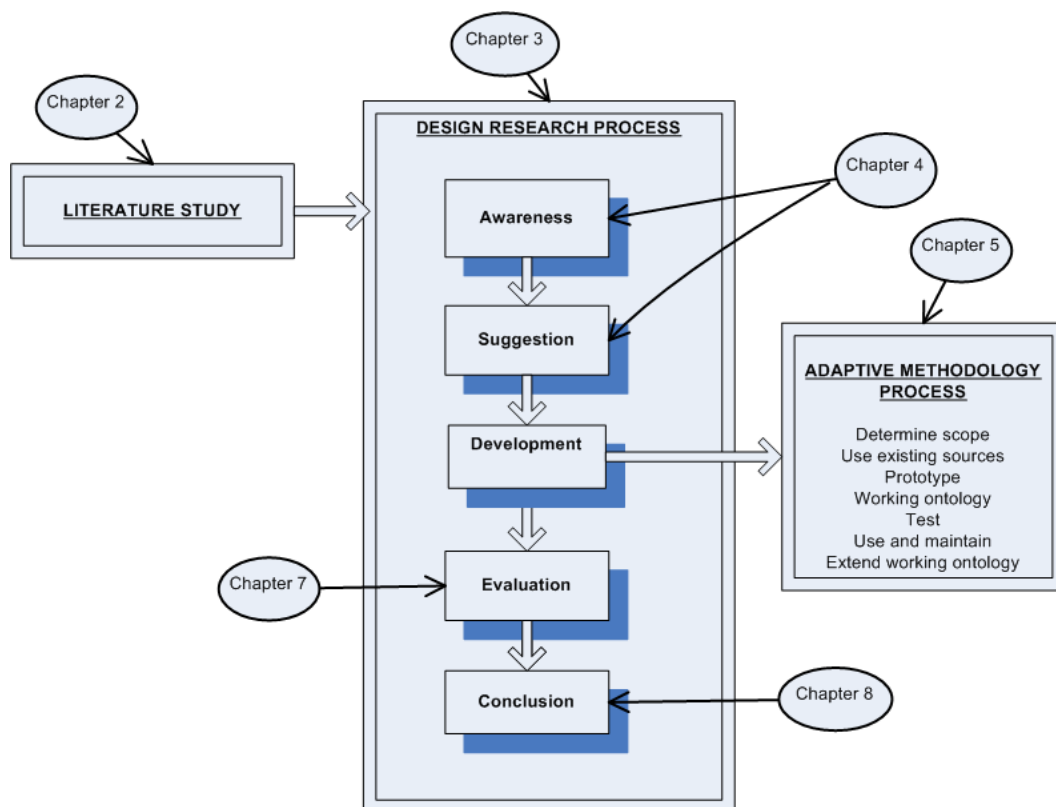 Chapter 3
Chapter 2
DESIGN RESEARCH PROCESS
Chapter 4
LITERATURE STUDY
Awareness
Chapter 5
Suggestion
ADAPTIVE METHODOLOGY
PROCESS
Development
Determine scope
Use existing sources
Prototype
Working ontology
Test
Use and maintain
Extend working ontology
Chapter 7
Evaluation
Conclusion
Chapter 8